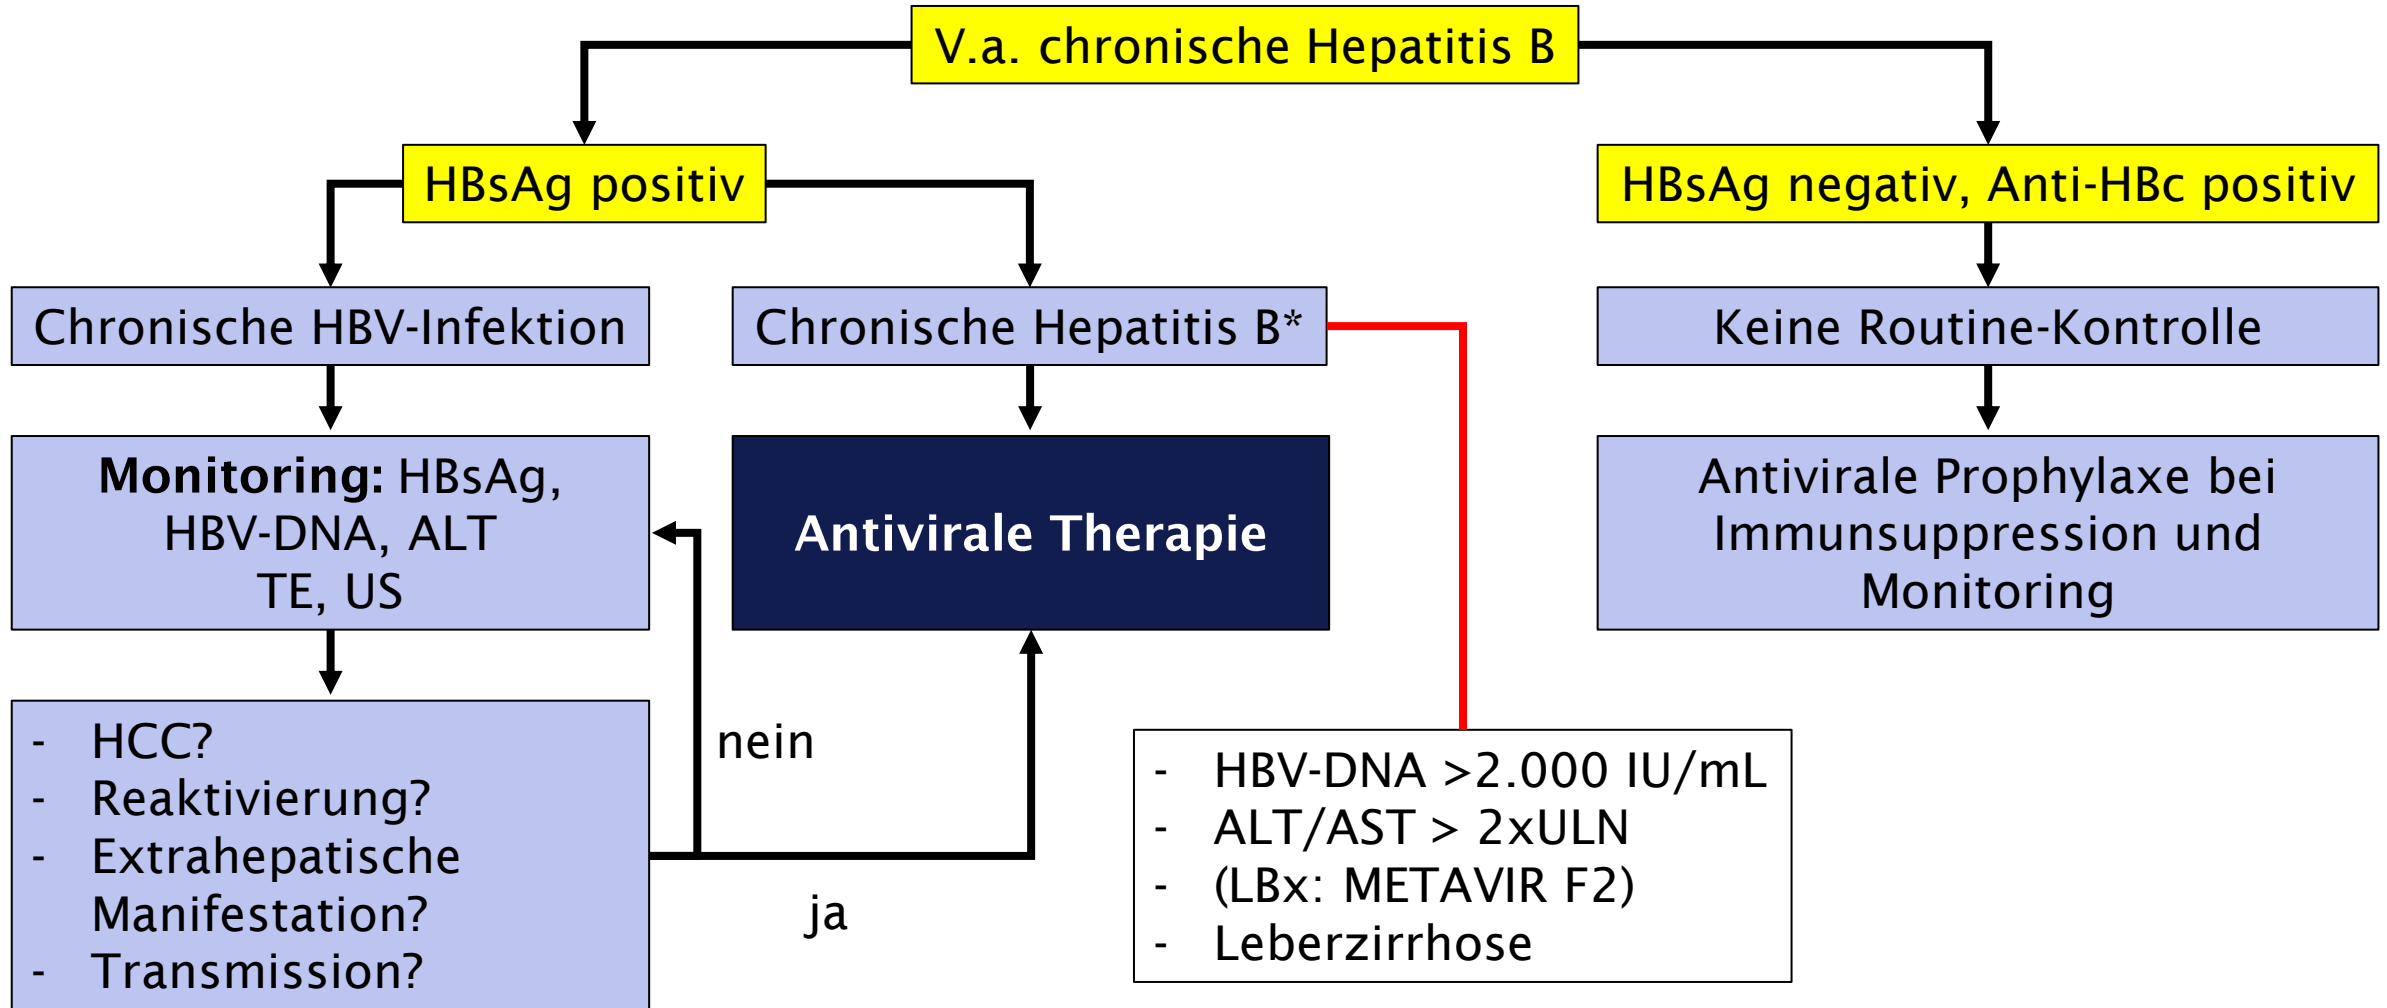 V.a. chronische Hepatitis B
HBsAg positiv
HBsAg negativ, Anti-HBc positiv
Chronische HBV-Infektion
Chronische Hepatitis B*
Keine Routine-Kontrolle
Monitoring: HBsAg,
HBV-DNA, ALT
TE, US
Antivirale Therapie
Antivirale Prophylaxe bei
Immunsuppression und
Monitoring
- HCC?
- Reaktivierung?
- Extrahepatische
Manifestation?
- Transmission?
nein
ja
- HBV-DNA >2.000 IU/mL
- ALT/AST > 2xULN
- (LBx: METAVIR F2)
- Leberzirrhose